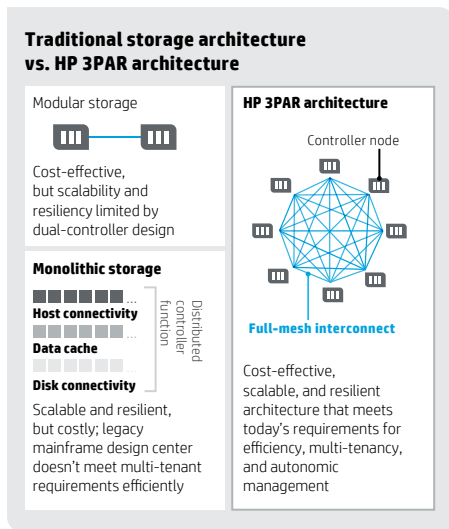 Traditional storage architecture
vs. HP 3PAR architecture
Modular storage
Cost-effective,
but scalability and
resiliency limited by
dual-controller design
Monolithic storage
Host connectivity
Data cache
Disk connectivity
Distributed
controller
function
Scalable and resilient,
but costly; legacy
mainframe design center
doesn't meet multi-tenant
requirements efficiently
HP 3PAR architecture
Controller node
Full-mesh interconnect
Cost-effective,
scalable, and resilient
architecture that meets
today's requirements for
efficiency, multi-tenancy,
and autonomic
management